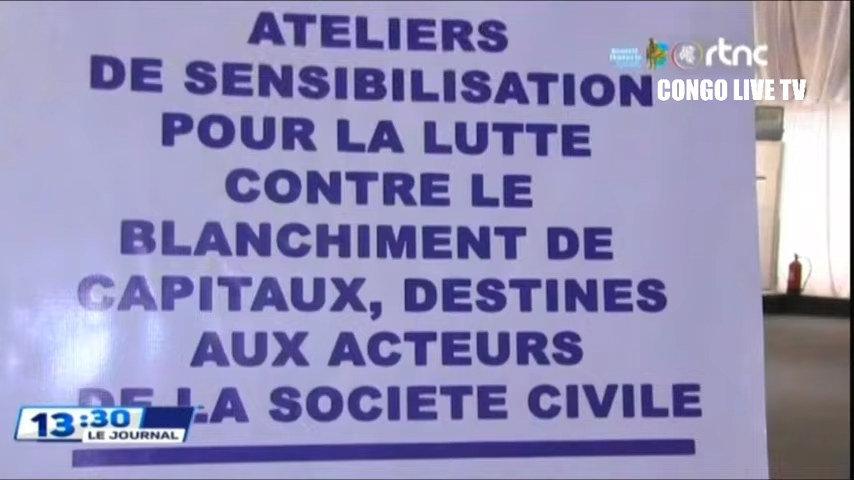 ATELIERS
DE SENSIBILISATION
POUR LA LUTTE
CONTRE LE
BLANCHIMENT DE
CAPITAUX, DESTINES
AUX ACTEURS
DE LA SOCIETE CIVILE
rtnc
CONGO LIVE TV
13:30
LE JOURNAL